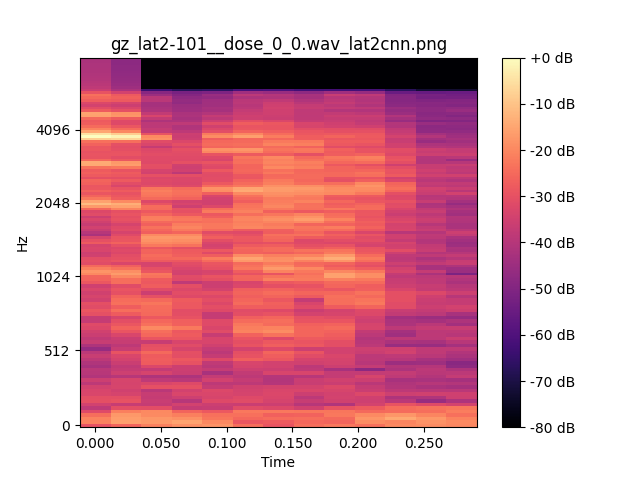 gz_lat2-101__dose_0_0.wav_lat2cnn.png
Hz
4096
2048
1024
512
0
0.000 0.050 0.100 0.150 0.200 0.250
Time
+0 dB
-10 dB
-20 dB
-30 dB
-40 dB
-50 dB
-60 dB
-70 dB
-80 dB